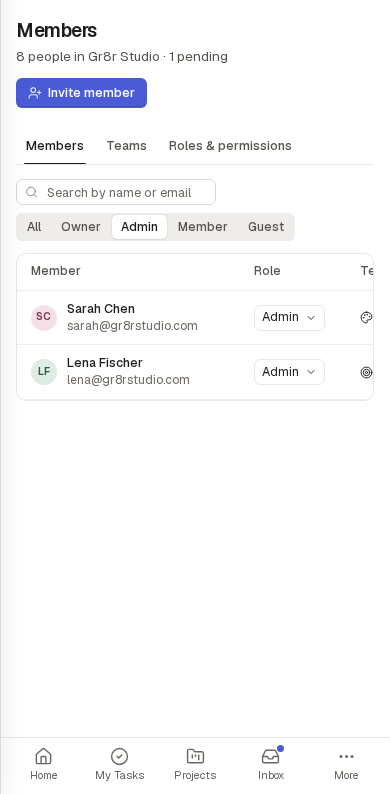 Members
8 people in Gr8r Studio · 1 pending
Invite member
Members Teams Roles & permissions
Search by name or email
All Owner Admin Member Guest
Member Role Te
SC Sarah Chen Admin
sarah@gr8rstudio.com
LF Lena Fischer Admin
lena@gr8rstudio.com
Home My Tasks Projects Inbox More